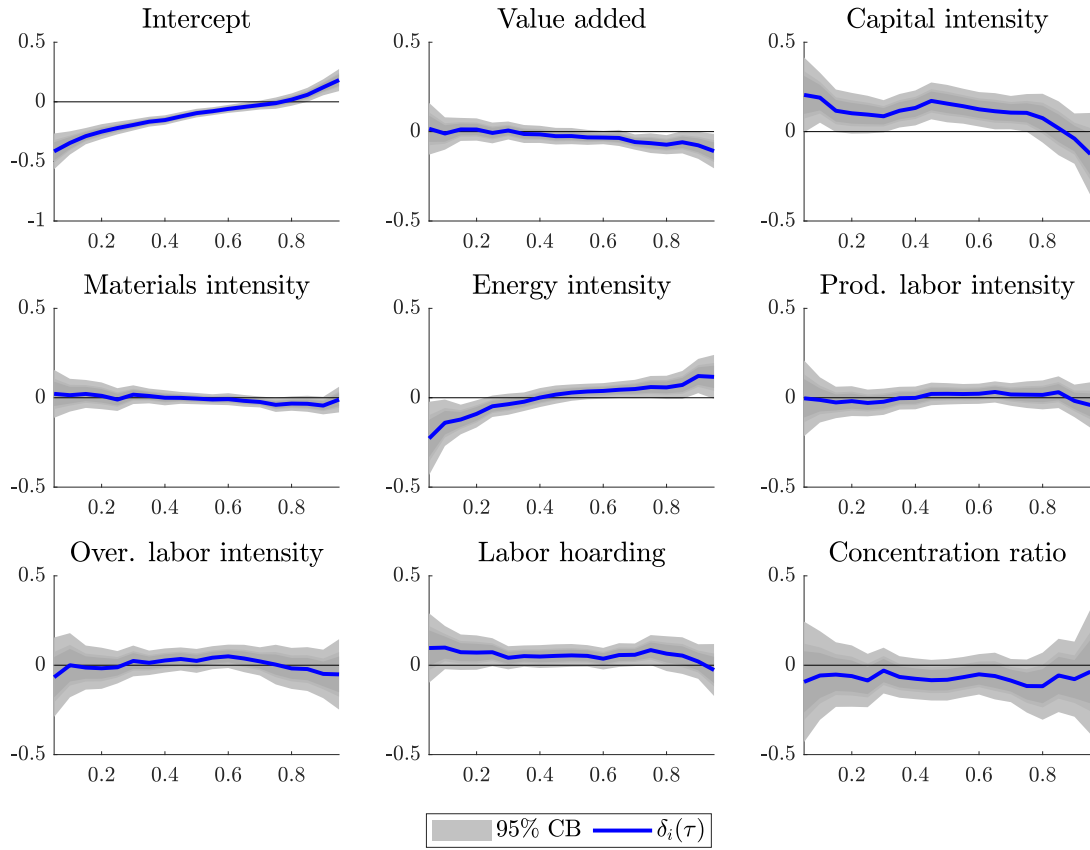 Intercept
Value added
Capital intensity
0.5
0
-0.5
-1
0.2 0.4 0.6 0.8
0.5
0
-0.5
0.2 0.4 0.6 0.8
0.5
0
-0.5
0.2 0.4 0.6 0.8
Materials intensity
Energy intensity
Prod. labor intensity
0.5
0
-0.5
0.2 0.4 0.6 0.8
0.5
0
-0.5
0.2 0.4 0.6 0.8
0.5
0
-0.5
0.2 0.4 0.6 0.8
Over. labor intensity
Labor hoarding
Concentration ratio
0.5
0
-0.5
0.2 0.4 0.6 0.8
0.5
0
-0.5
0.2 0.4 0.6 0.8
0.5
0
-0.5
0.2 0.4 0.6 0.8
95% CB δᵢ(τ)